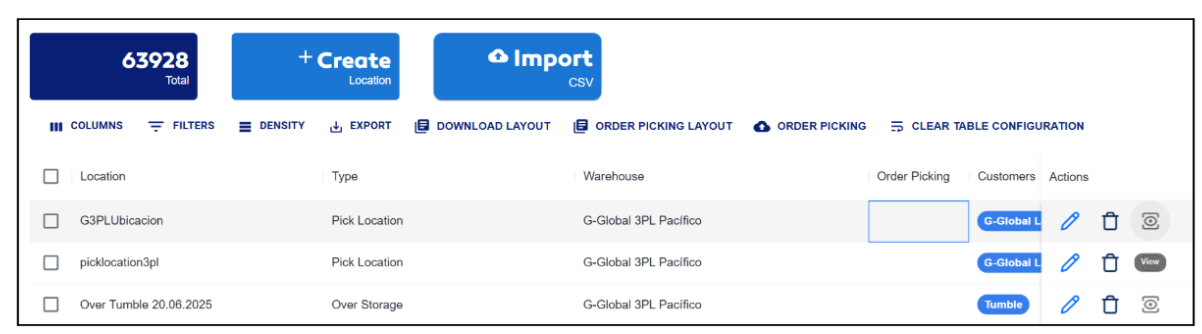 63928
Total
+ Create
Location
Import
CSV
COLUMNS FILTERS DENSITY EXPORT DOWNLOAD LAYOUT ORDER PICKING LAYOUT ORDER PICKING CLEAR TABLE CONFIGURATION
Location Type Warehouse Order Picking Customers Actions
G3PLUbicacion Pick Location G-Global 3PL Pacífico G-Global L
picklocation3pl Pick Location G-Global 3PL Pacífico G-Global L View
Over Tumble 20.06.2025 Over Storage G-Global 3PL Pacífico Tumble